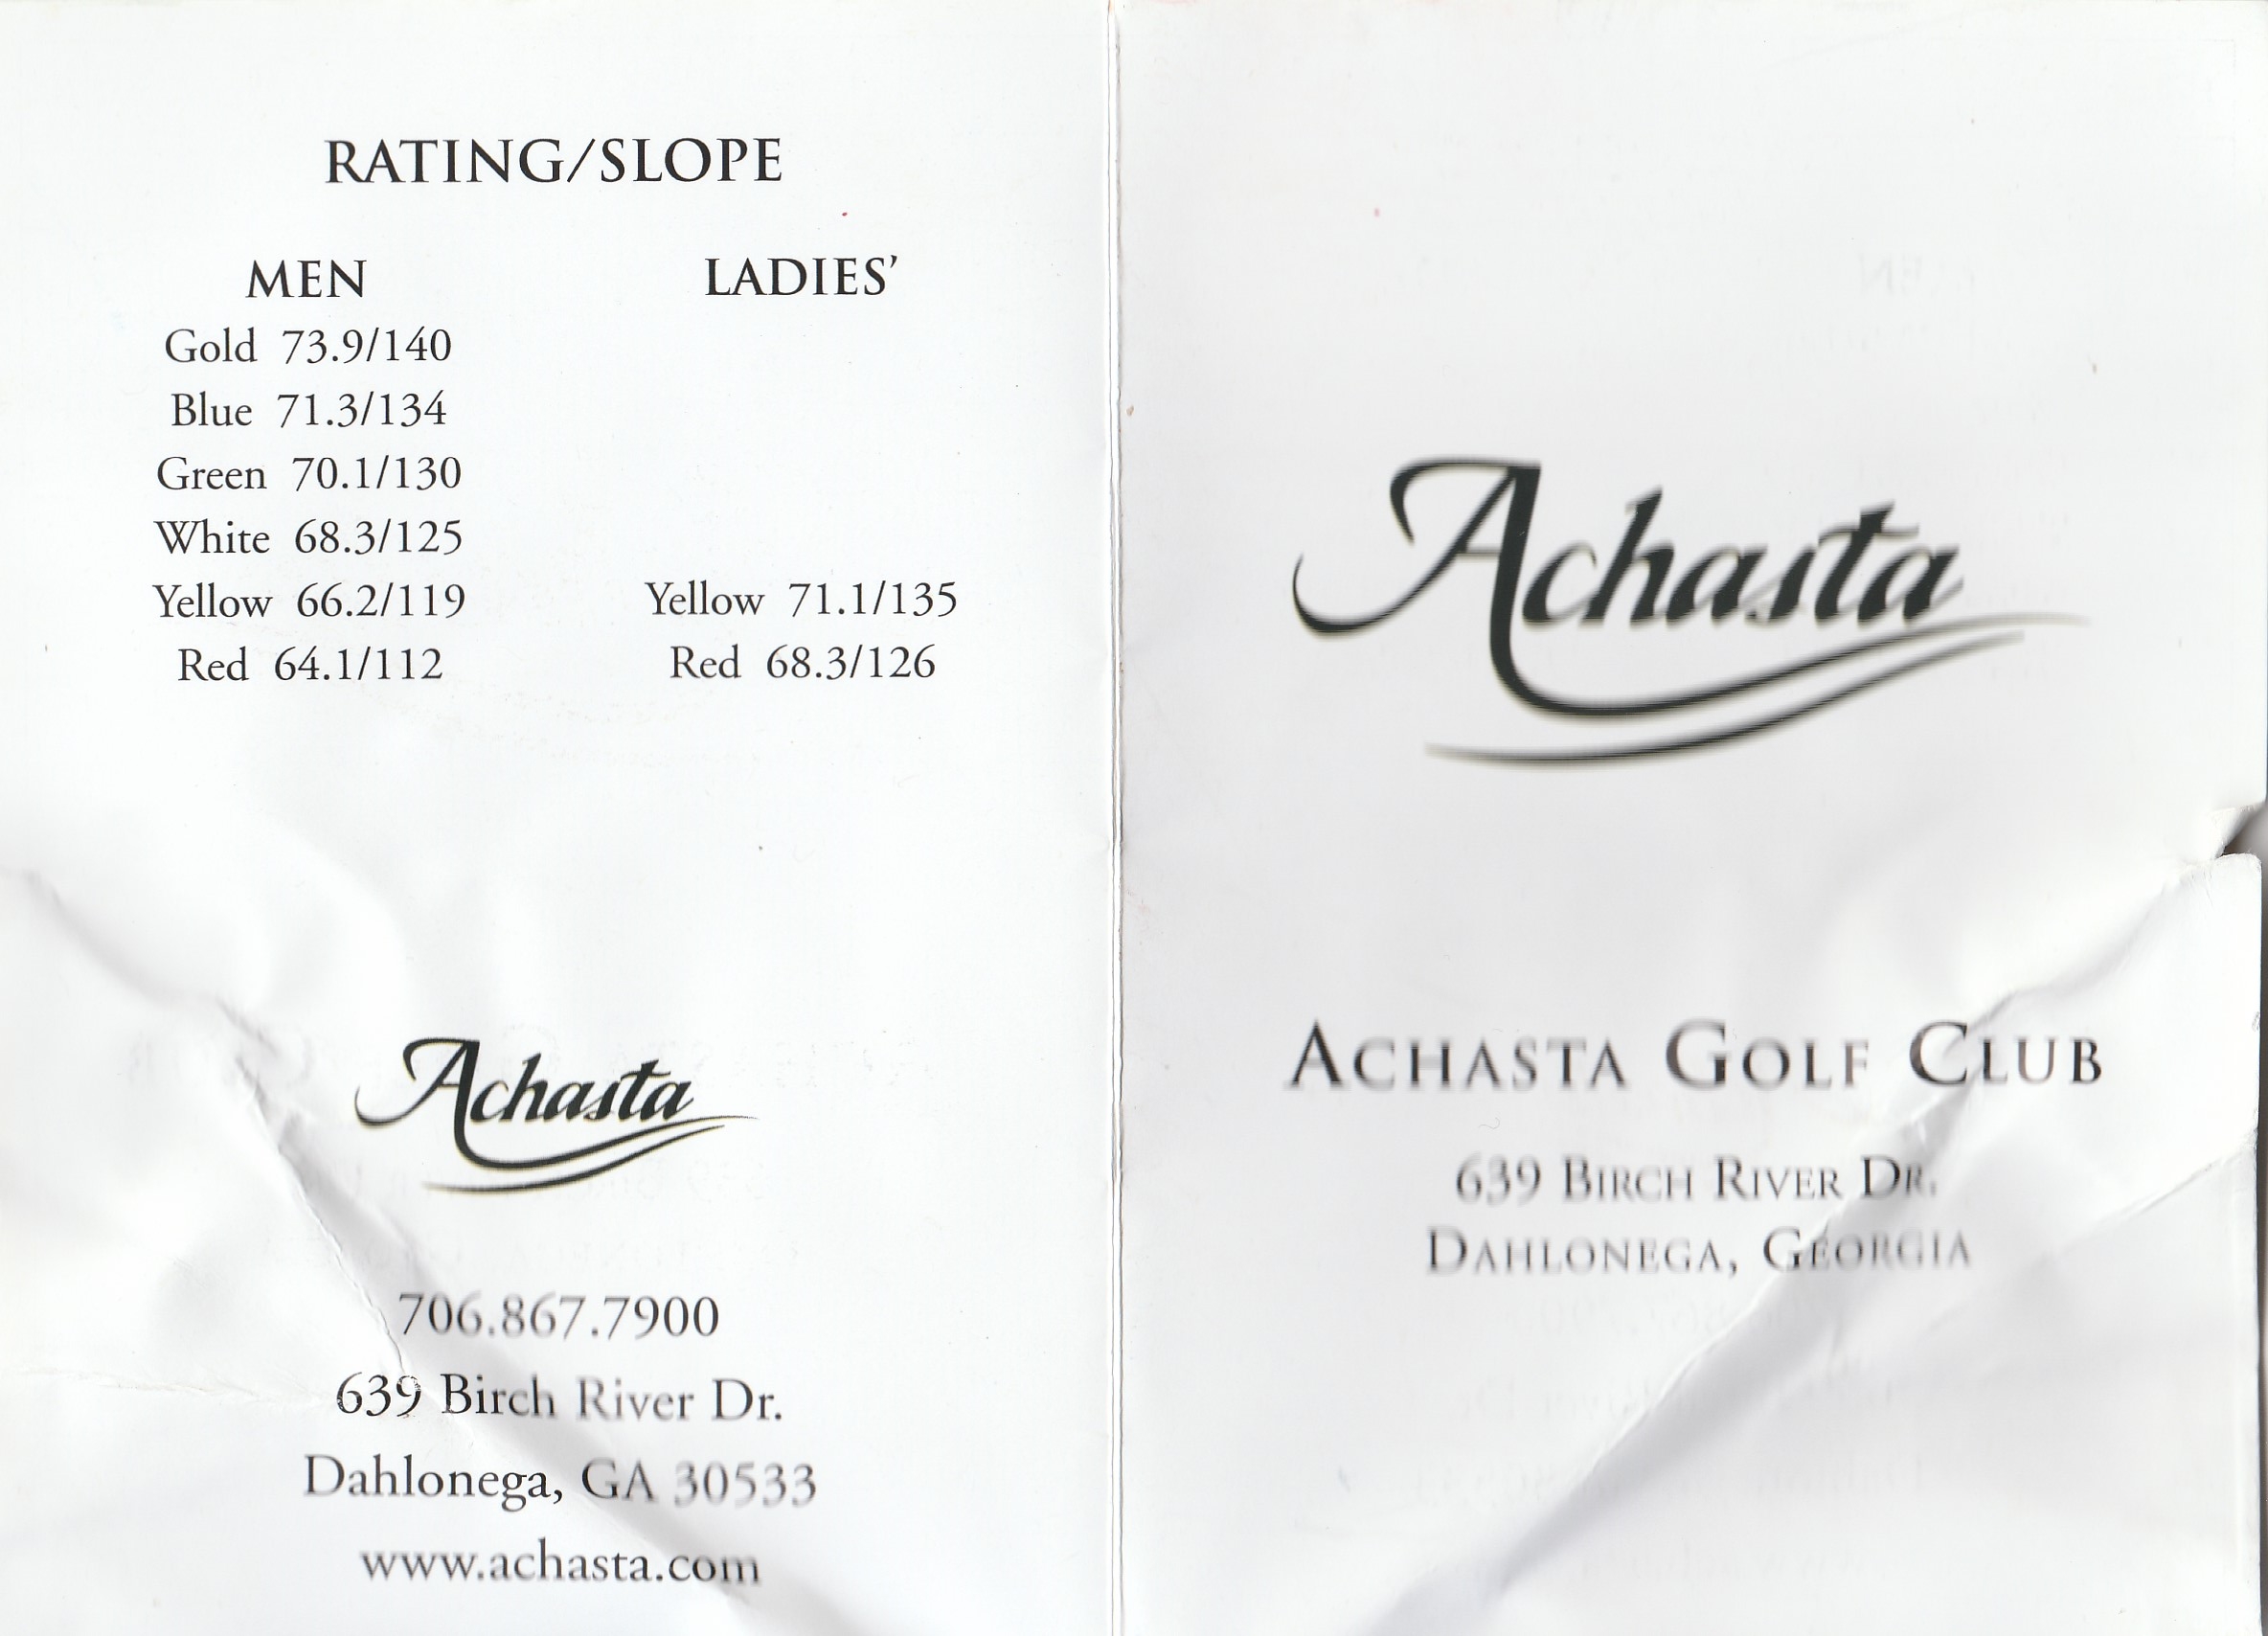 RATING/SLOPE
MEN
Gold 73.9/140
Blue 71.3/134
Green 70.1/130
White 68.3/125
Yellow 66.2/119
Red 64.1/112
LADIES’
Yellow 71.1/135
Red 68.3/126
Achasta
706.867.7900
639 Birch River Dr.
Dahlonega, GA 30533
www.achasta.com
Achasta
ACHASTA GOLF CLUB
639 BIRCH RIVER DR.
DAHLONEGA, GEORGIA